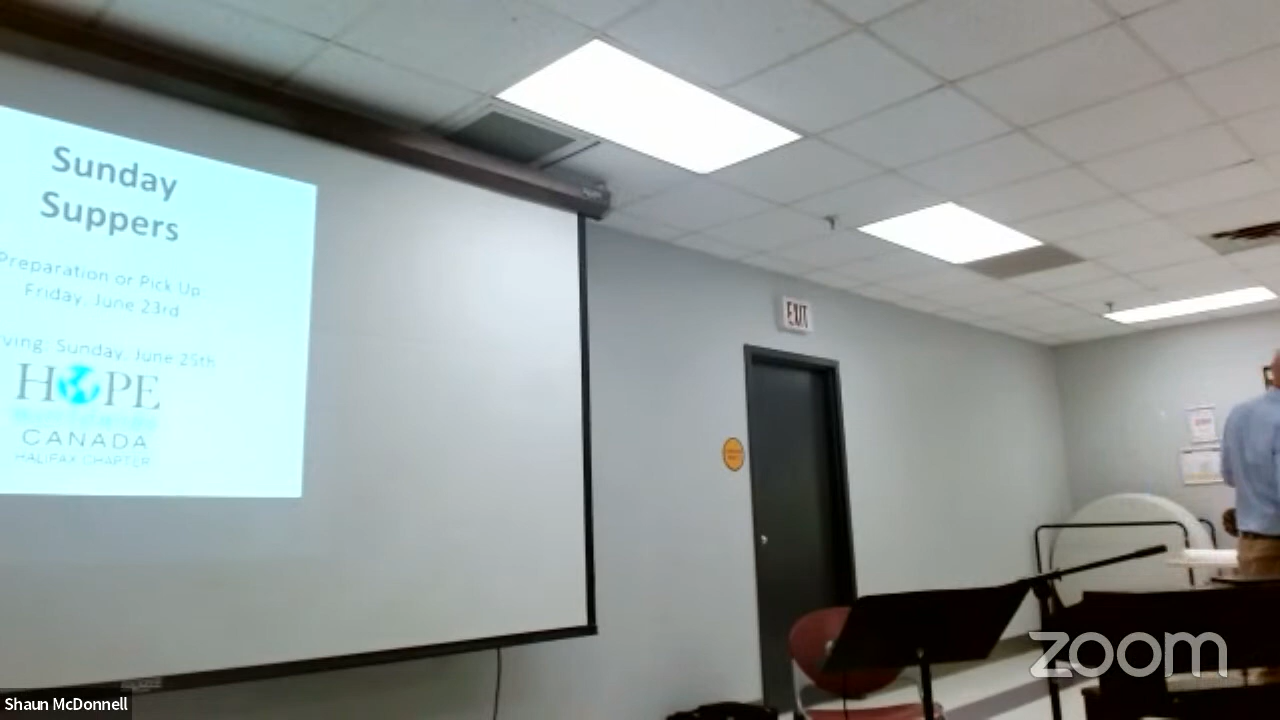 Sunday
Suppers
Preparation or Pick Up
Friday, June 23rd
ving: Sunday, June 25th
HOPE
CANADA
HALIFAX CHAPTER
EXIT
zoom
Shaun McDonnell